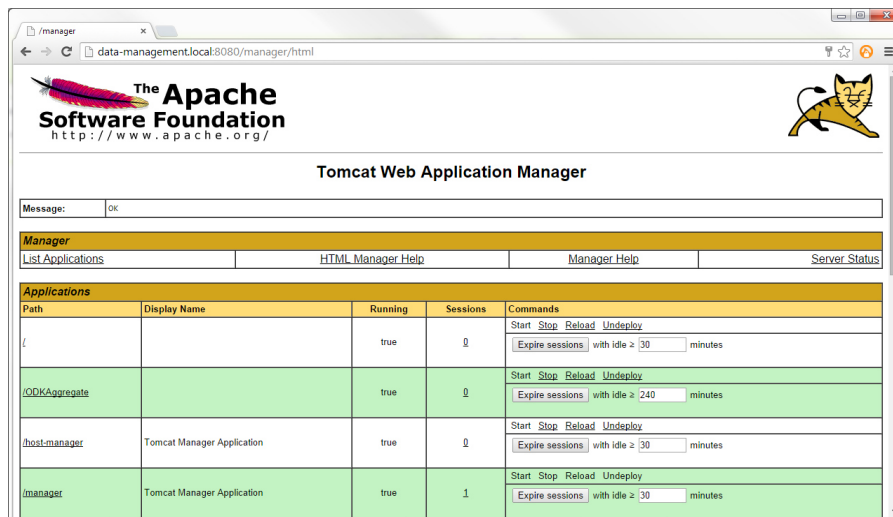 /manager
data-management.local:8080/manager/html
The Apache
Software Foundation
http://www.apache.org/
Tomcat Web Application Manager
Message: OK
Manager
List Applications HTML Manager Help Manager Help Server Status
Applications
Path Display Name Running Sessions Commands
/ true 0 Start Stop Reload Undeploy
Expire sessions with idle ≥ 30 minutes
/ODKAggregate true 0 Start Stop Reload Undeploy
Expire sessions with idle ≥ 240 minutes
/host-manager Tomcat Manager Application true 0 Start Stop Reload Undeploy
Expire sessions with idle ≥ 30 minutes
/manager Tomcat Manager Application true 1 Start Stop Reload Undeploy
Expire sessions with idle ≥ 30 minutes